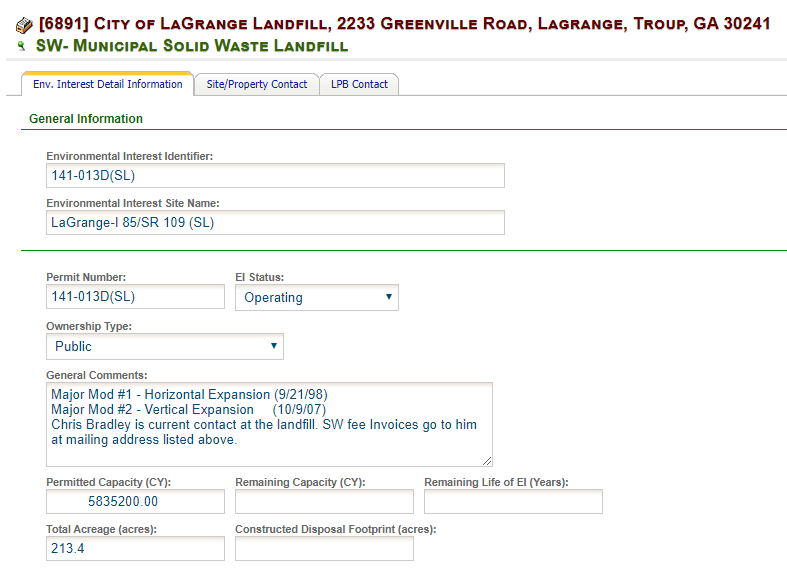 [6891] City of LaGrange Landfill, 2233 Greenville Road, Lagrange, Troup, GA 30241
SW- Municipal Solid Waste Landfill
Env. Interest Detail Information Site/Property Contact LPB Contact
General Information
Environmental Interest Identifier:
141-013D(SL)
Environmental Interest Site Name:
LaGrange-I 85/SR 109 (SL)
Permit Number: EI Status:
141-013D(SL) Operating
Ownership Type:
Public
General Comments:
Major Mod #1 - Horizontal Expansion (9/21/98)
Major Mod #2 - Vertical Expansion (10/9/07)
Chris Bradley is current contact at the landfill. SW fee Invoices go to him
at mailing address listed above.
Permitted Capacity (CY): Remaining Capacity (CY): Remaining Life of EI (Years):
5835200.00
Total Acreage (acres): Constructed Disposal Footprint (acres):
213.4